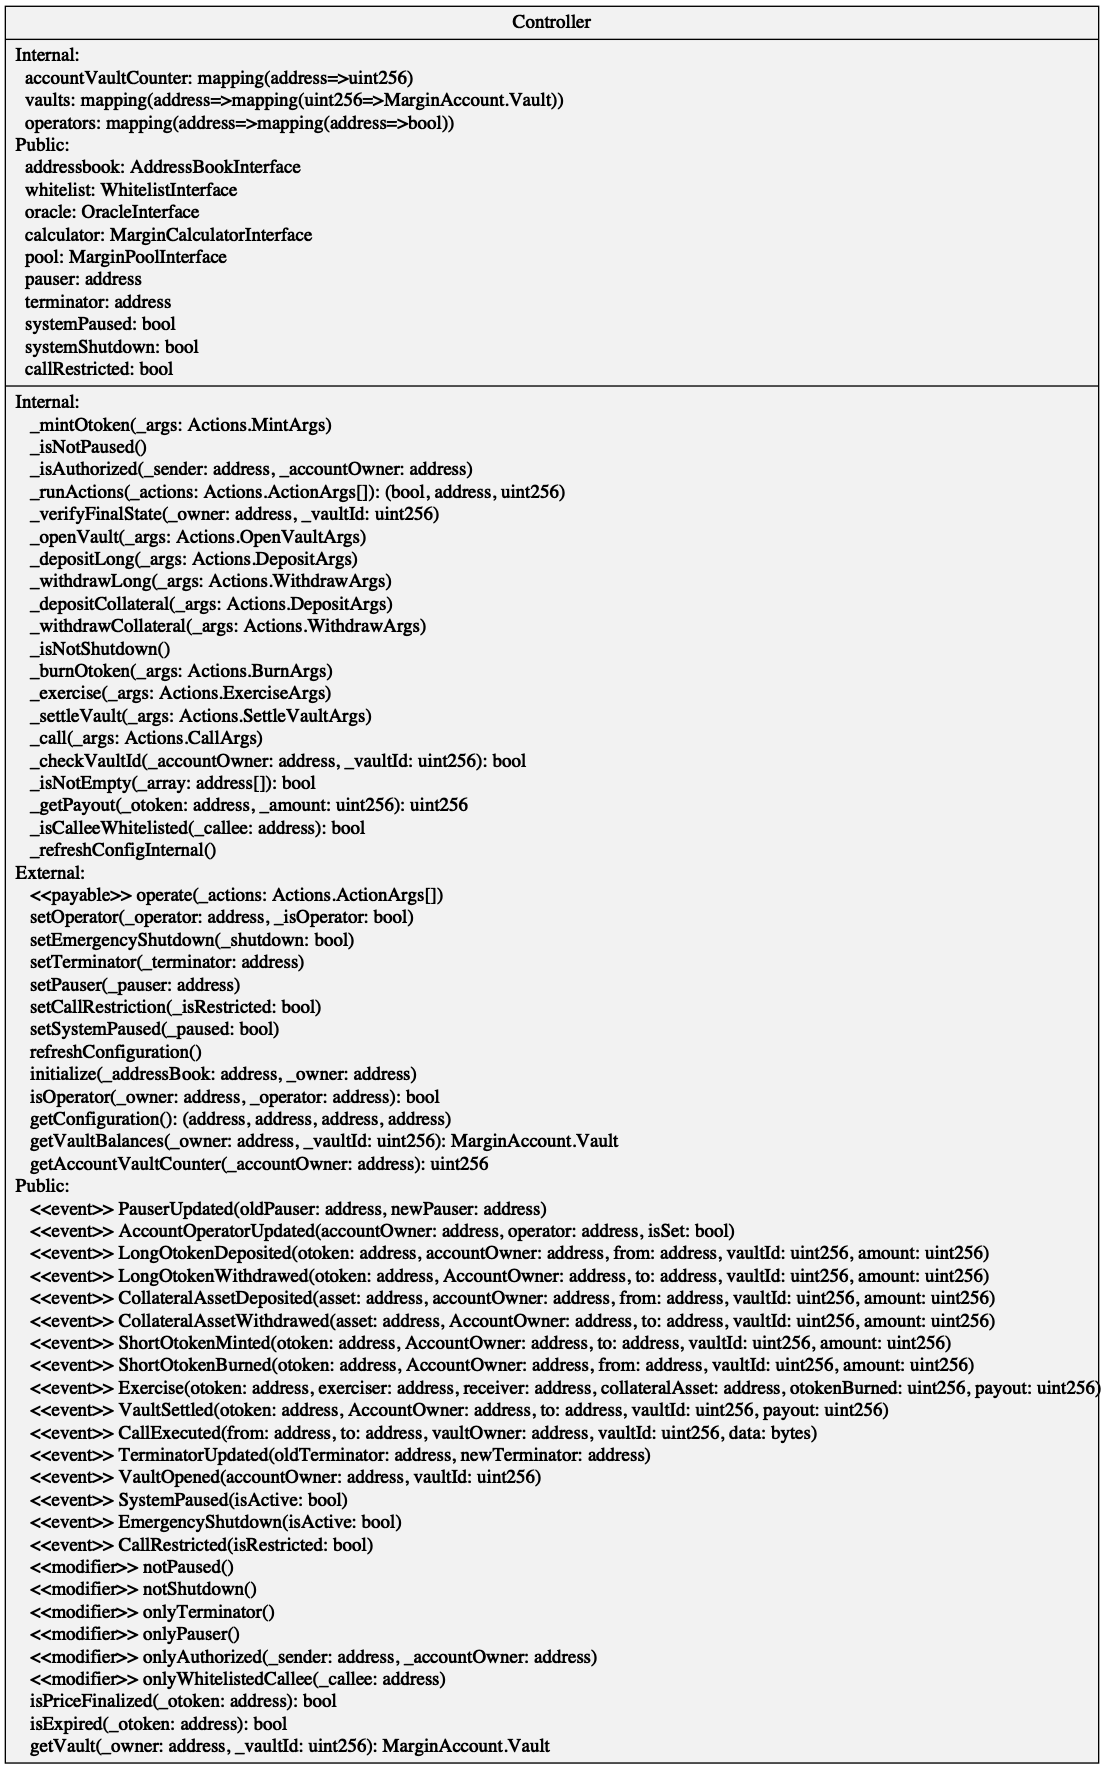 Controller
Internal:
accountVaultCounter: mapping(address=>uint256)
vaults: mapping(address=>mapping(uint256=>MarginAccount.Vault))
operators: mapping(address=>mapping(address=>bool))
Public:
addressbook: AddressBookInterface
whitelist: WhitelistInterface
oracle: OracleInterface
calculator: MarginCalculatorInterface
pool: MarginPoolInterface
pauser: address
terminator: address
systemPaused: bool
systemShutdown: bool
callRestricted: bool
Internal:
_mintOtoken(_args: Actions.MintArgs)
_isNotPaused()
_isAuthorized(_sender: address, _accountOwner: address)
_runActions(_actions: Actions.ActionArgs[]): (bool, address, uint256)
_verifyFinalState(_owner: address, _vaultId: uint256)
_openVault(_args: Actions.OpenVaultArgs)
_depositLong(_args: Actions.DepositArgs)
_withdrawLong(_args: Actions.WithdrawArgs)
_depositCollateral(_args: Actions.DepositArgs)
_withdrawCollateral(_args: Actions.WithdrawArgs)
_isNotShutdown()
_burnOtoken(_args: Actions.BurnArgs)
_exercise(_args: Actions.ExerciseArgs)
_settleVault(_args: Actions.SettleVaultArgs)
_call(_args: Actions.CallArgs)
_checkVaultId(_accountOwner: address, _vaultId: uint256): bool
_isNotEmpty(_array: address[]): bool
_getPayout(_otoken: address, _amount: uint256): uint256
_isCalleeWhitelisted(_callee: address): bool
_refreshConfigInternal()
External:
<<payable>> operate(_actions: Actions.ActionArgs[])
setOperator(_operator: address, _isOperator: bool)
setEmergencyShutdown(_shutdown: bool)
setTerminator(_terminator: address)
setPauser(_pauser: address)
setCallRestriction(_isRestricted: bool)
setSystemPaused(_paused: bool)
refreshConfiguration()
initialize(_addressBook: address, _owner: address)
isOperator(_owner: address, _operator: address): bool
getConfiguration(): (address, address, address, address)
getVaultBalances(_owner: address, _vaultId: uint256): MarginAccount.Vault
getAccountVaultCounter(_accountOwner: address): uint256
Public:
<<event>> PauserUpdated(oldPauser: address, newPauser: address)
<<event>> AccountOperatorUpdated(accountOwner: address, operator: address, isSet: bool)
<<event>> LongOtokenDeposited(otoken: address, accountOwner: address, from: address, vaultId: uint256, amount: uint256)
<<event>> LongOtokenWithdrawed(otoken: address, AccountOwner: address, to: address, vaultId: uint256, amount: uint256)
<<event>> CollateralAssetDeposited(asset: address, accountOwner: address, from: address, vaultId: uint256, amount: uint256)
<<event>> CollateralAssetWithdrawed(asset: address, AccountOwner: address, to: address, vaultId: uint256, amount: uint256)
<<event>> ShortOtokenMinted(otoken: address, AccountOwner: address, to: address, vaultId: uint256, amount: uint256)
<<event>> ShortOtokenBurned(otoken: address, AccountOwner: address, from: address, vaultId: uint256, amount: uint256)
<<event>> Exercise(otoken: address, exerciser: address, receiver: address, collateralAsset: address, otokenBurned: uint256, payout: uint256)
<<event>> VaultSettled(otoken: address, AccountOwner: address, to: address, vaultId: uint256, payout: uint256)
<<event>> CallExecuted(from: address, to: address, vaultOwner: address, vaultId: uint256, data: bytes)
<<event>> TerminatorUpdated(oldTerminator: address, newTerminator: address)
<<event>> VaultOpened(accountOwner: address, vaultId: uint256)
<<event>> SystemPaused(isActive: bool)
<<event>> EmergencyShutdown(isActive: bool)
<<event>> CallRestricted(isRestricted: bool)
<<modifier>> notPaused()
<<modifier>> notShutdown()
<<modifier>> onlyTerminator()
<<modifier>> onlyPauser()
<<modifier>> onlyAuthorized(_sender: address, _accountOwner: address)
<<modifier>> onlyWhitelistedCallee(_callee: address)
isPriceFinalized(_otoken: address): bool
isExpired(_otoken: address): bool
getVault(_owner: address, _vaultId: uint256): MarginAccount.Vault